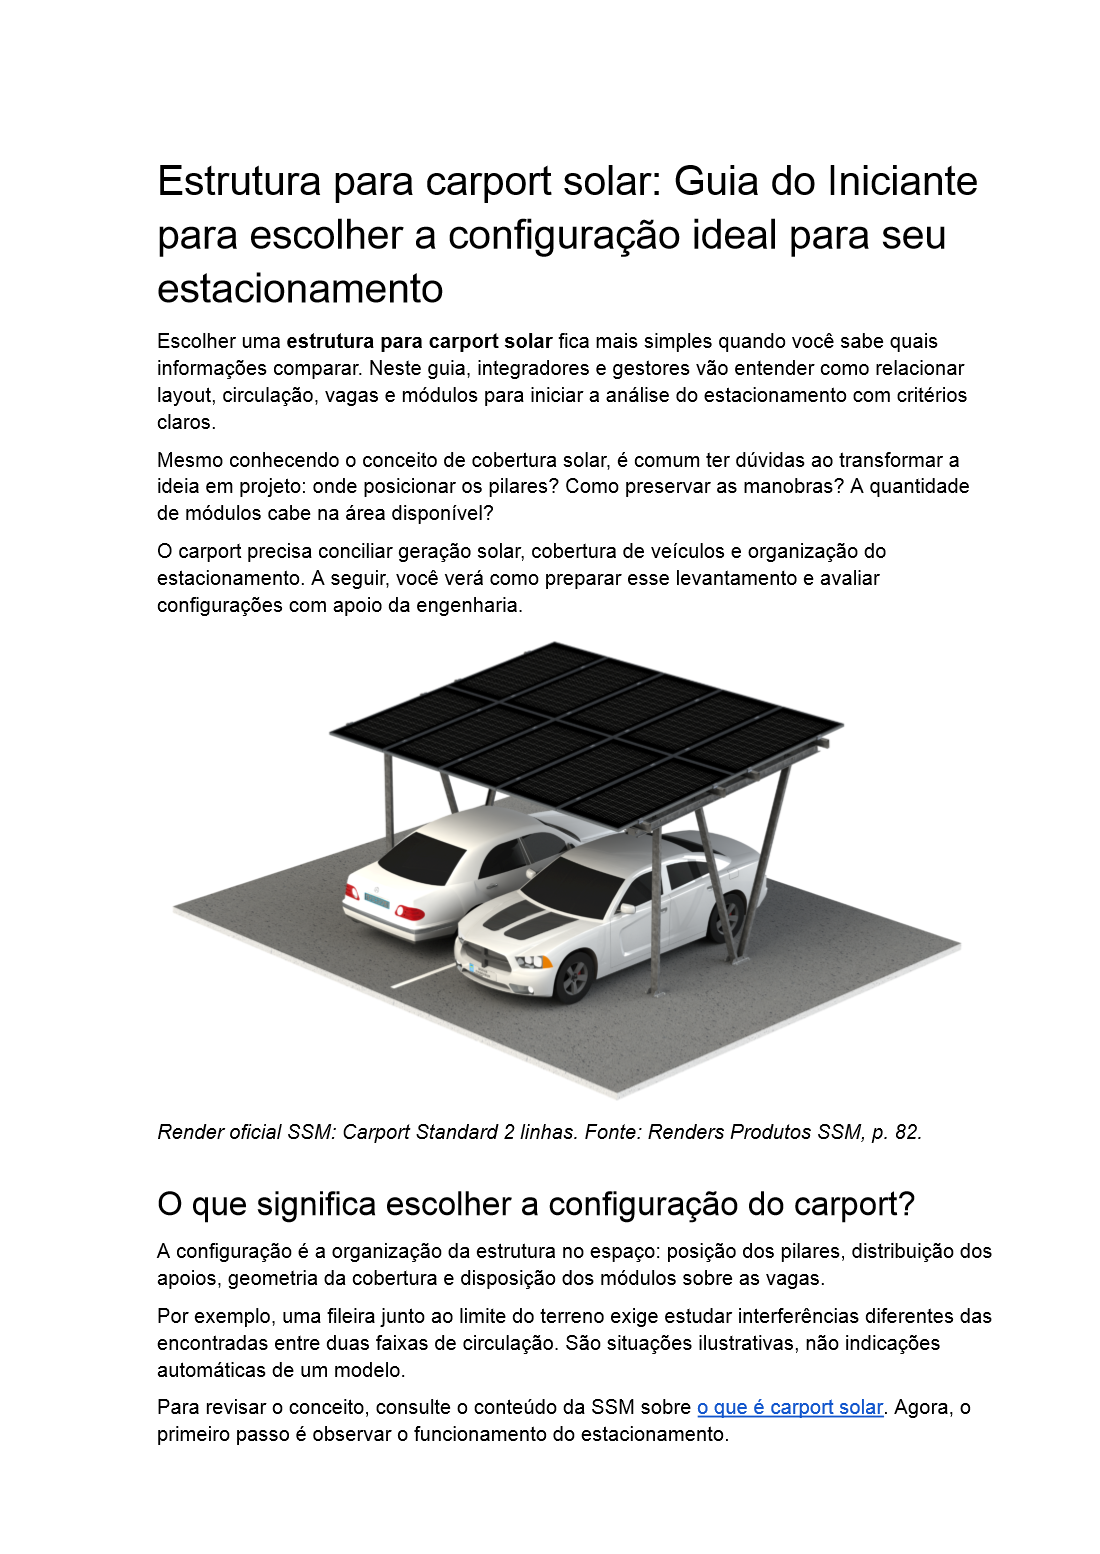 Estrutura para carport solar: Guia do Iniciante
para escolher a configuração ideal para seu
estacionamento
Escolher uma estrutura para carport solar fica mais simples quando você sabe quais
informações comparar. Neste guia, integradores e gestores vão entender como relacionar
layout, circulação, vagas e módulos para iniciar a análise do estacionamento com critérios
claros.
Mesmo conhecendo o conceito de cobertura solar, é comum ter dúvidas ao transformar a
ideia em projeto: onde posicionar os pilares? Como preservar as manobras? A quantidade
de módulos cabe na área disponível?
O carport precisa conciliar geração solar, cobertura de veículos e organização do
estacionamento. A seguir, você verá como preparar esse levantamento e avaliar
configurações com apoio da engenharia.
Render oficial SSM: Carport Standard 2 linhas. Fonte: Renders Produtos SSM, p. 82.
O que significa escolher a configuração do carport?
A configuração é a organização da estrutura no espaço: posição dos pilares, distribuição dos
apoios, geometria da cobertura e disposição dos módulos sobre as vagas.
Por exemplo, uma fileira junto ao limite do terreno exige estudar interferências diferentes das
encontradas entre duas faixas de circulação. São situações ilustrativas, não indicações
automáticas de um modelo.
Para revisar o conceito, consulte o conteúdo da SSM sobre o que é carport solar. Agora, o
primeiro passo é observar o funcionamento do estacionamento.